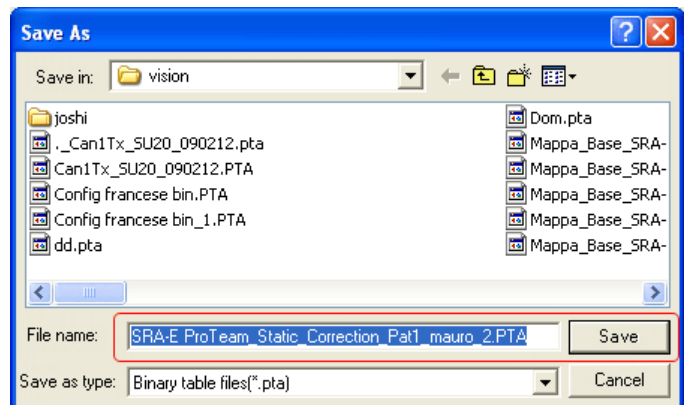 Save As
Save in: vision
joshi
._Can1Tx_SU20_090212.pta
Can1Tx_SU20_090212.PTA
Config francese bin.PTA
Config francese bin_1.PTA
dd.pta
Dom.pta
Mappa_Base_SRA-
Mappa_Base_SRA-
Mappa_Base_SRA-
Mappa_Base_SRA-
File name: SRA-E ProTeam_Static_Correction_Pat1_mauro_2.PTA Save
Save as type: Binary table files(*.pta) Cancel